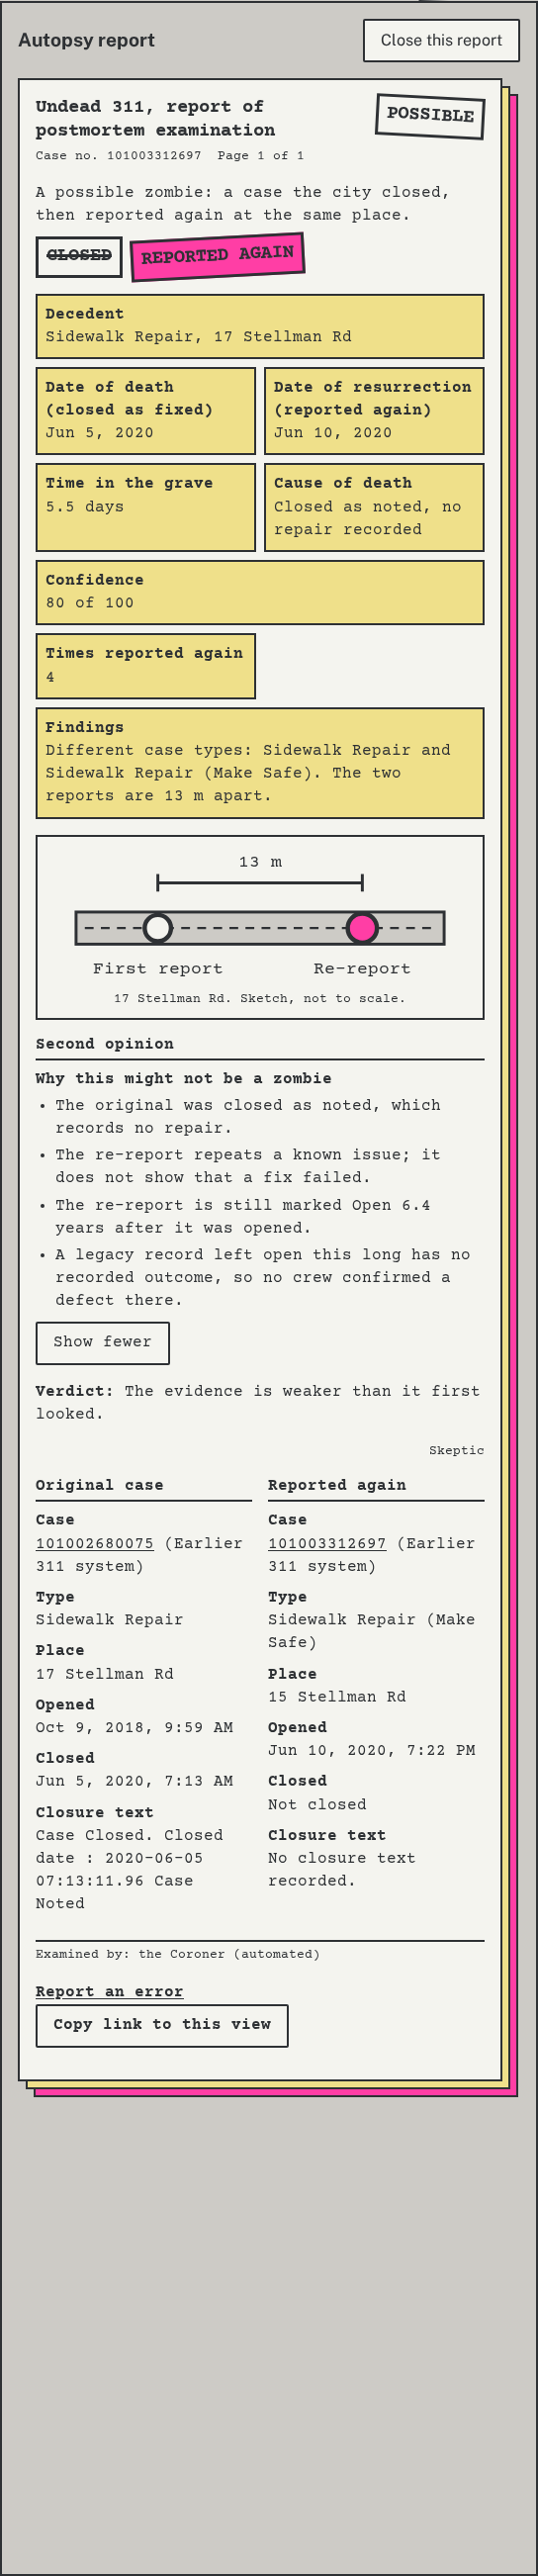 Autopsy report
Close this report
Undead 311, report of
postmortem examination
POSSIBLE
Case no. 101003312697 Page 1 of 1
A possible zombie: a case the city closed,
then reported again at the same place.
CLOSED
REPORTED AGAIN
Decedent
Sidewalk Repair, 17 Stellman Rd
Date of death
(closed as fixed)
Jun 5, 2020
Date of resurrection
(reported again)
Jun 10, 2020
Time in the grave
5.5 days
Cause of death
Closed as noted, no
repair recorded
Confidence
80 of 100
Times reported again
4
Findings
Different case types: Sidewalk Repair and
Sidewalk Repair (Make Safe). The two
reports are 13 m apart.
13 m
First report
Re-report
17 Stellman Rd. Sketch, not to scale.
Second opinion
Why this might not be a zombie
• The original was closed as noted, which
records no repair.
• The re-report repeats a known issue; it
does not show that a fix failed.
• The re-report is still marked Open 6.4
years after it was opened.
• A legacy record left open this long has no
recorded outcome, so no crew confirmed a
defect there.
Show fewer
Verdict: The evidence is weaker than it first
looked.
Skeptic
Original case
Case
101002680075 (Earlier
311 system)
Type
Sidewalk Repair
Place
17 Stellman Rd
Opened
Oct 9, 2018, 9:59 AM
Closed
Jun 5, 2020, 7:13 AM
Closure text
Case Closed. Closed
date : 2020-06-05
07:13:11.96 Case
Noted
Reported again
Case
101003312697 (Earlier
311 system)
Type
Sidewalk Repair (Make
Safe)
Place
15 Stellman Rd
Opened
Jun 10, 2020, 7:22 PM
Closed
Not closed
Closure text
No closure text
recorded.
Examined by: the Coroner (automated)
Report an error
Copy link to this view